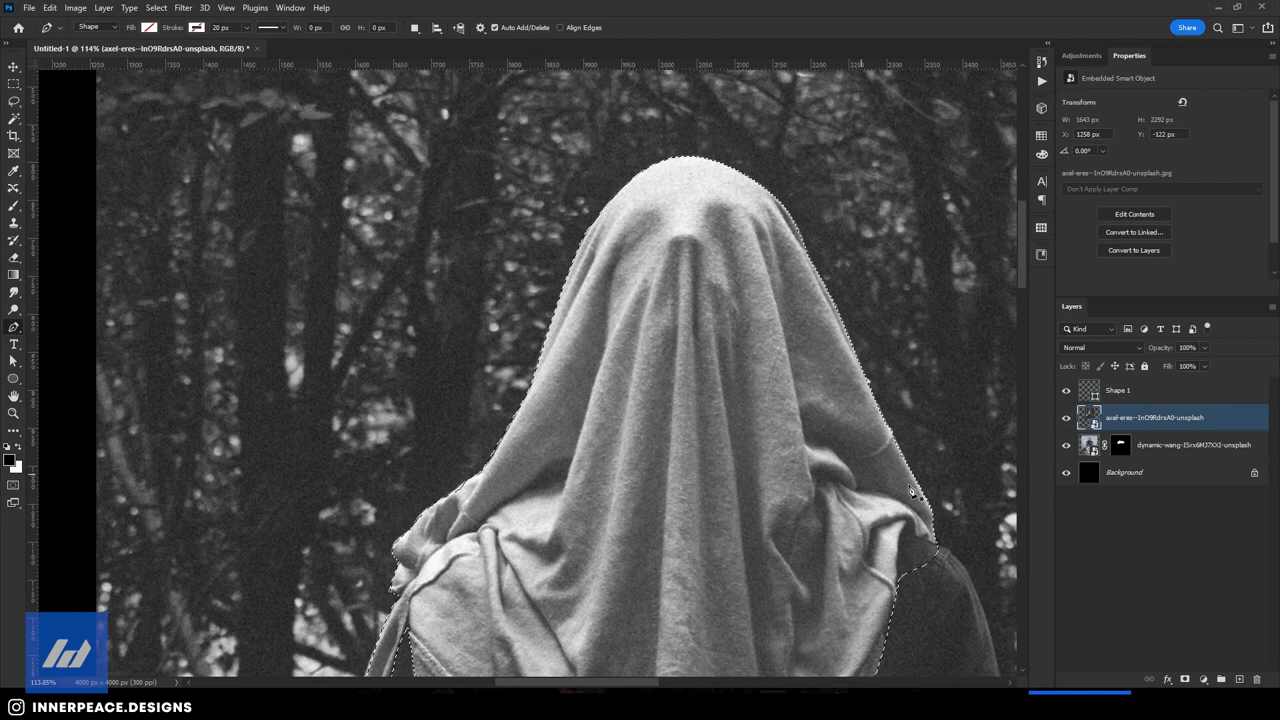 Ps File Edit Image Layer Type Select Filter 3D View Plugins Window Help
Shape Fill: Stroke: 20 px W: 0 px H: 0 px Auto Add/Delete Align Edges Share
Untitled-1 @ 114% (axel-eres--InO9RdrsA0-unsplash, RGB/8) *
Adjustments Properties
Embedded Smart Object
Transform
W: 1643 px H: 2292 px
X: 1258 px Y: -122 px
0.00°
axel-eres--InO9RdrsA0-unsplash.jpg
Don't Apply Layer Comp
Edit Contents
Convert to Linked...
Convert to Layers
Layers
Kind
Normal Opacity: 100%
Lock: Fill: 100%
Shape 1
axel-eres--InO9RdrsA0-unsplash
dynamic-wang-ISrx6MJ7XXI-unsplash
Background
113.85% 4000 px x 4000 px (300 ppi)
INNERPEACE.DESIGNS